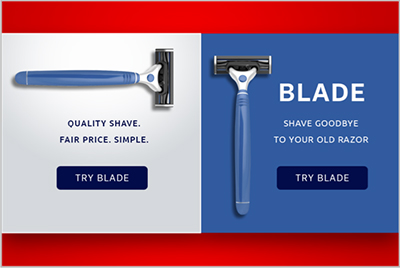 QUALITY SHAVE.
FAIR PRICE. SIMPLE.
TRY BLADE
BLADE
SHAVE GOODBYE
TO YOUR OLD RAZOR
TRY BLADE